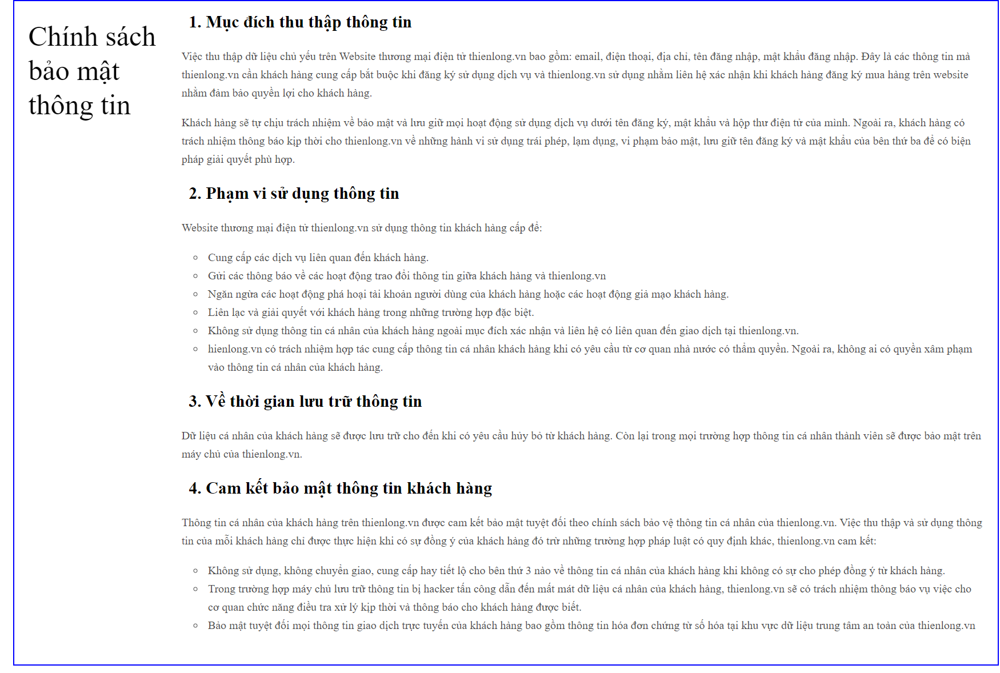 Chính sách
bảo mật
thông tin
1. Mục đích thu thập thông tin
Việc thu thập dữ liệu chủ yếu trên Website thương mại điện tử thienlong.vn bao gồm: email, điện thoại, địa chỉ, tên đăng nhập, mật khẩu đăng nhập. Đây là các thông tin mà
thienlong.vn cần khách hàng cung cấp bắt buộc khi đăng ký sử dụng dịch vụ và thienlong.vn sử dụng nhằm liên hệ xác nhận khi khách hàng đăng ký mua hàng trên website
nhằm đảm bảo quyền lợi cho khách hàng.
Khách hàng sẽ tự chịu trách nhiệm về bảo mật và lưu giữ mọi hoạt động sử dụng dịch vụ dưới tên đăng ký, mật khẩu và hộp thư điện tử của mình. Ngoài ra, khách hàng có
trách nhiệm thông báo kịp thời cho thienlong.vn về những hành vi sử dụng trái phép, lạm dụng, vi phạm bảo mật, lưu giữ tên đăng ký và mật khẩu của bên thứ ba để có biện
pháp giải quyết phù hợp.
2. Phạm vi sử dụng thông tin
Website thương mại điện tử thienlong.vn sử dụng thông tin khách hàng cấp để:
Cung cấp các dịch vụ liên quan đến khách hàng.
Gửi các thông báo về các hoạt động trao đổi thông tin giữa khách hàng và thienlong.vn
Ngăn ngừa các hoạt động phá hoại tài khoản người dùng của khách hàng hoặc các hoạt động giả mạo khách hàng.
Liên lạc và giải quyết với khách hàng trong những trường hợp đặc biệt.
Không sử dụng thông tin cá nhân của khách hàng ngoài mục đích xác nhận và liên hệ có liên quan đến giao dịch tại thienlong.vn.
hienlong.vn có trách nhiệm hợp tác cung cấp thông tin cá nhân khách hàng khi có yêu cầu từ cơ quan nhà nước có thẩm quyền. Ngoài ra, không ai có quyền xâm phạm
vào thông tin cá nhân của khách hàng.
3. Về thời gian lưu trữ thông tin
Dữ liệu cá nhân của khách hàng sẽ được lưu trữ cho đến khi có yêu cầu hủy bỏ từ khách hàng. Còn lại trong mọi trường hợp thông tin cá nhân thành viên sẽ được bảo mật trên
máy chủ của thienlong.vn.
4. Cam kết bảo mật thông tin khách hàng
Thông tin cá nhân của khách hàng trên thienlong.vn được cam kết bảo mật tuyệt đối theo chính sách bảo vệ thông tin cá nhân của thienlong.vn. Việc thu thập và sử dụng thông
tin của mỗi khách hàng chỉ được thực hiện khi có sự đồng ý của khách hàng đó trừ những trường hợp pháp luật có quy định khác, thienlong.vn cam kết:
Không sử dụng, không chuyển giao, cung cấp hay tiết lộ cho bên thứ 3 nào về thông tin cá nhân của khách hàng khi không có sự cho phép đồng ý từ khách hàng.
Trong trường hợp máy chủ lưu trữ thông tin bị hacker tấn công dẫn đến mất mát dữ liệu cá nhân của khách hàng, thienlong.vn sẽ có trách nhiệm thông báo vụ việc cho
cơ quan chức năng điều tra xử lý kịp thời và thông báo cho khách hàng được biết.
Bảo mật tuyệt đối mọi thông tin giao dịch trực tuyến của khách hàng bao gồm thông tin hóa đơn chứng từ số hóa tại khu vực dữ liệu trung tâm an toàn của thienlong.vn